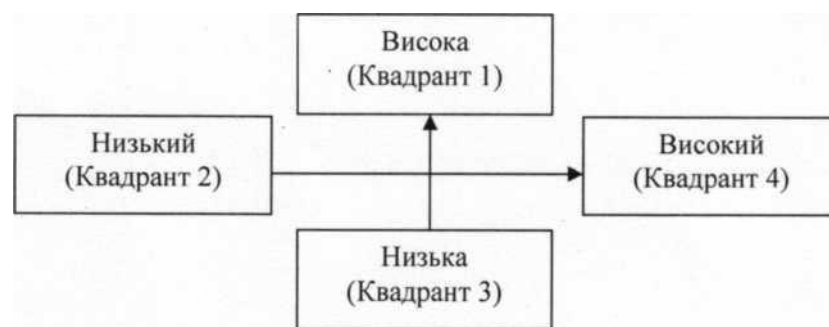 Висока
(Квадрант 1)
Низький
(Квадрант 2)
Високий
(Квадрант 4)
Низька
(Квадрант 3)